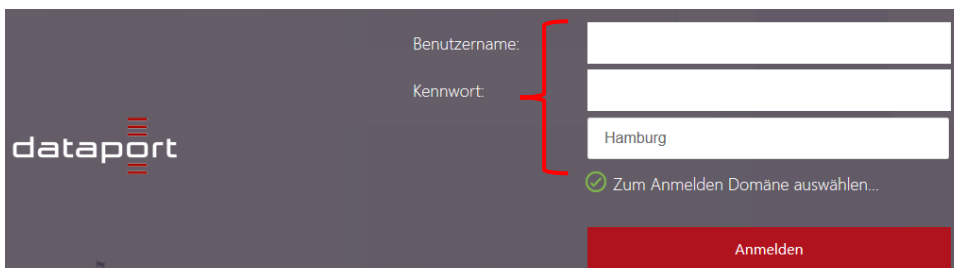 Benutzername:
Kennwort:
dataport
Hamburg
Zum Anmelden Domäne auswählen...
Anmelden